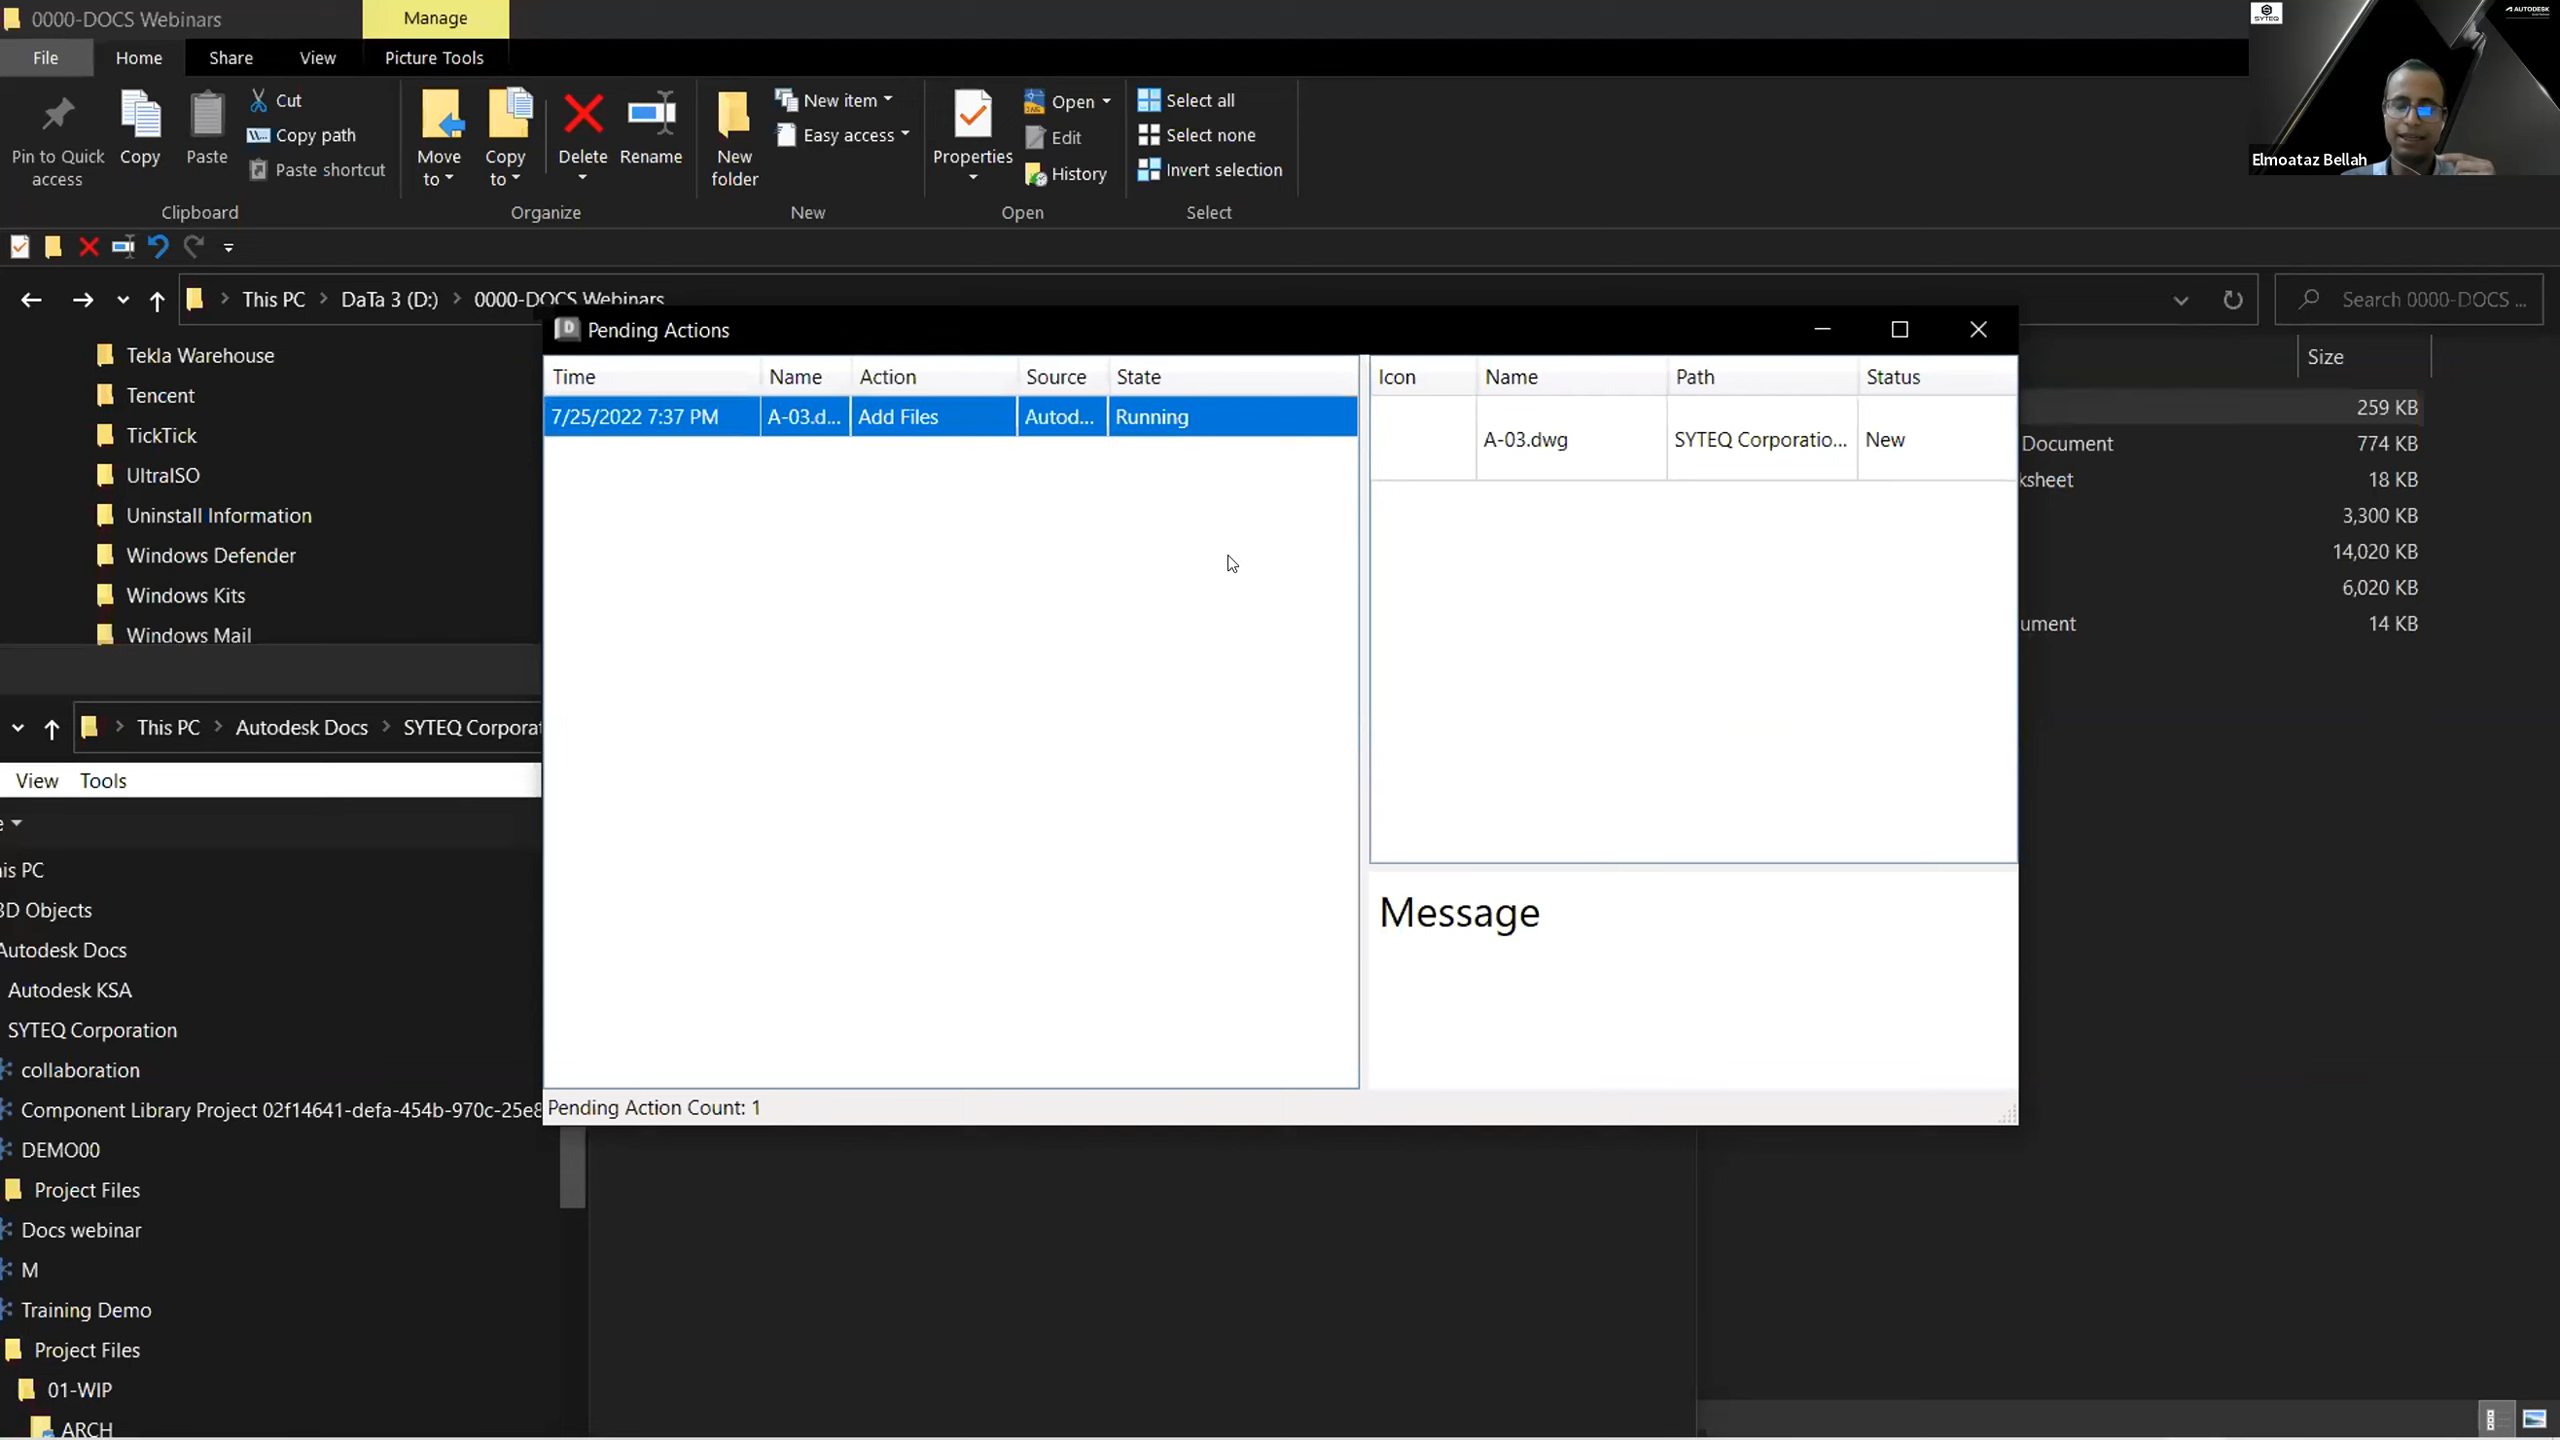 0000-DOCS Webinars
Manage
File
Home
Share
View
Picture Tools
Pin to Quick access
Copy
Paste
Cut
Copy path
Paste shortcut
Clipboard
Move to
Copy to
Delete
Rename
Organize
New folder
New item
Easy access
New
Properties
Open
Edit
History
Open
Select all
Select none
Invert selection
Select
SYTEQ
AUTODESK
Elmoataz Bellah
This PC
DaTa 3 (D:)
0000-DOCS Webinars
Search 0000-DOCS ...
Tekla Warehouse
Tencent
TickTick
UltraISO
Uninstall Information
Windows Defender
Windows Kits
Windows Mail
Size
259 KB
Document 774 KB
ksheet 18 KB
3,300 KB
14,020 KB
6,020 KB
ument 14 KB
D Pending Actions
Time Name Action Source State
7/25/2022 7:37 PM A-03.d... Add Files Autod... Running
Icon Name Path Status
A-03.dwg SYTEQ Corporatio... New
Message
Pending Action Count: 1
This PC
Autodesk Docs
SYTEQ Corporat
View Tools
e
is PC
3D Objects
Autodesk Docs
Autodesk KSA
SYTEQ Corporation
collaboration
Component Library Project 02f14641-defa-454b-970c-25e8
DEMO00
Project Files
Docs webinar
M
Training Demo
Project Files
01-WIP
ARCH